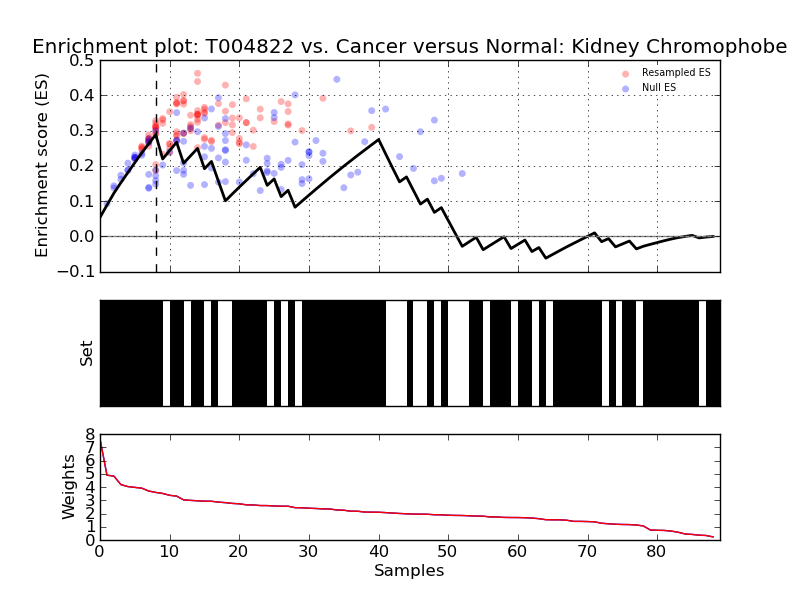 Enrichment plot: T004822 vs. Cancer versus Normal: Kidney Chromophobe
0.5
0.4
0.3
0.2
0.1
0.0
−0.1
Enrichment score (ES)
Resampled ES
Null ES
Set
8
7
6
5
4
3
2
1
0
Weights
0 10 20 30 40 50 60 70 80
Samples